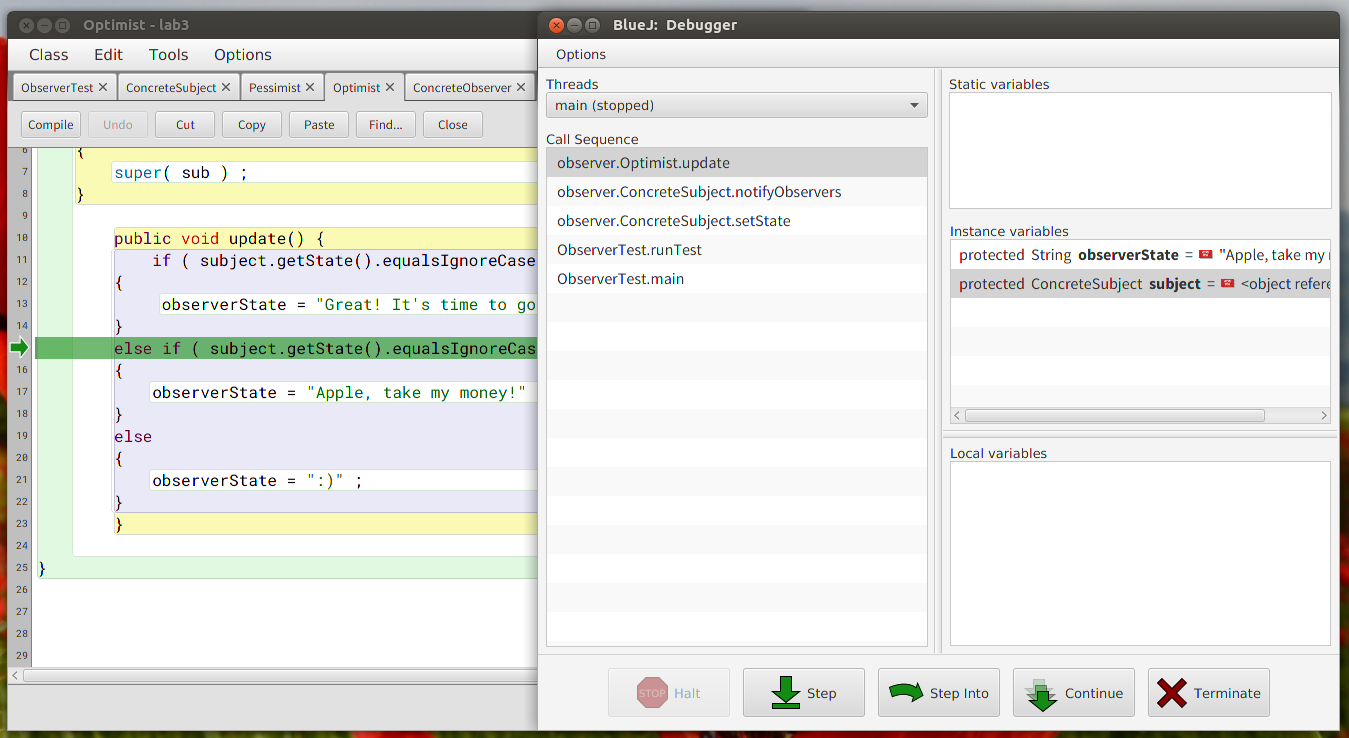 Optimist - lab3
Class Edit Tools Options
ObserverTest ConcreteSubject Pessimist Optimist ConcreteObserver
Compile Undo Cut Copy Paste Find... Close
6 {
7 super( sub ) ;
8 }
9
10 public void update() {
11 if ( subject.getState().equalsIgnoreCase
12 {
13 observerState = "Great! It's time to go
14 }
else if ( subject.getState().equalsIgnoreCas
16 {
17 observerState = "Apple, take my money!"
18 }
19 else
20 {
21 observerState = ":)" ;
22 }
23 }
24
25 }
26
27
28
29
BlueJ: Debugger
Options
Threads
main (stopped)
Call Sequence
observer.Optimist.update
observer.ConcreteSubject.notifyObservers
observer.ConcreteSubject.setState
ObserverTest.runTest
ObserverTest.main
Static variables
Instance variables
protected String observerState = "Apple, take my
protected ConcreteSubject subject = <object refere
Local variables
STOP Halt
Step
Step Into
Continue
Terminate